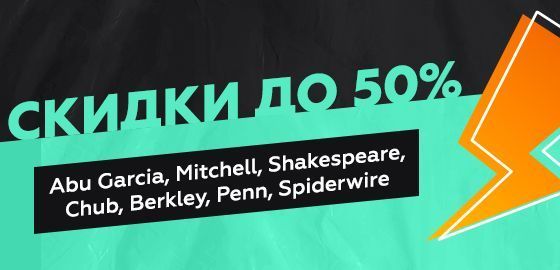 СКИДКИ ДО 50%
Abu Garcia, Mitchell, Shakespeare,
Chub, Berkley, Penn, Spiderwire